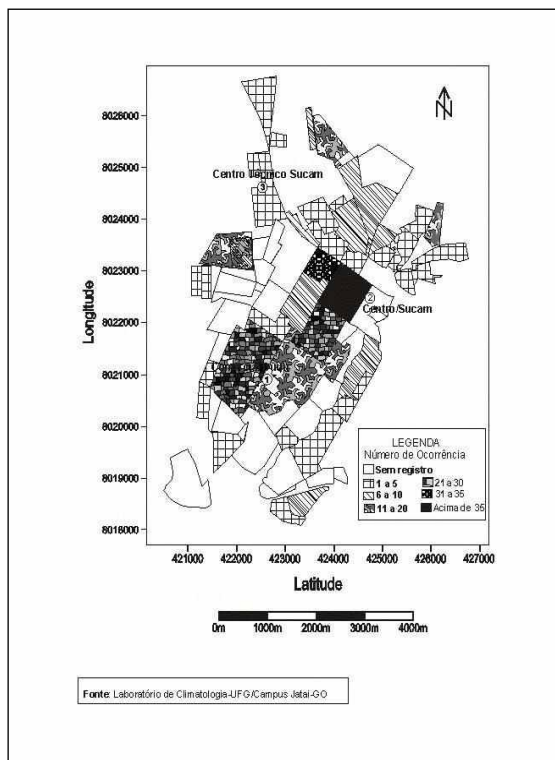 N
8026000
8025000
8024000
8023000
8022000
8021000
8020000
8019000
8018000
Longitude
Centro Técnico Sucam
3
2
Centro/Sucam
1
LEGENDA
Número de Ocorrência
Sem registro
1 a 5
6 a 10
11 a 20
21 a 30
31 a 35
Acima de 35
421000 422000 423000 424000 425000 426000 427000
Latitude
0m 1000m 2000m 3000m 4000m
Fonte: Laboratório de Climatologia-UFG/Campus Jatai-GO